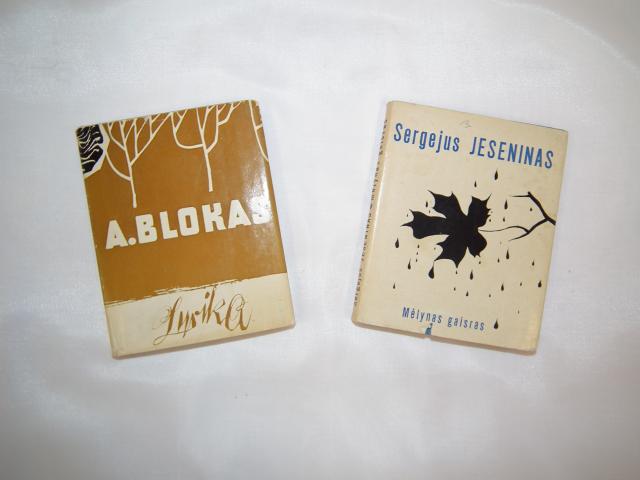 A.BLOKAS
Lyrika
Sergejus JESENINAS
Mėlynas gaisras